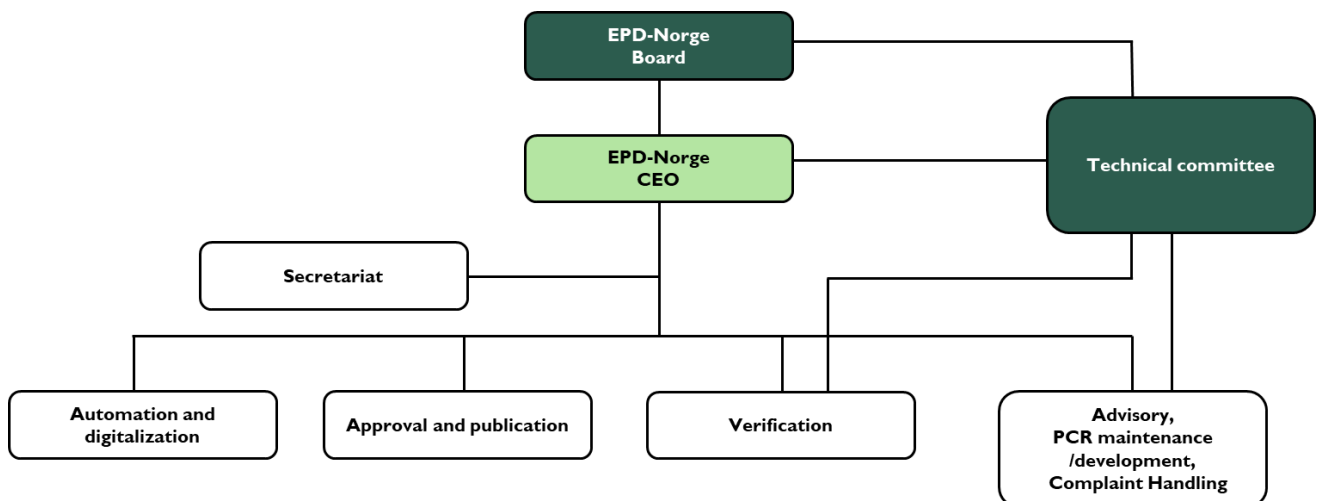 EPD-Norge
Board
EPD-Norge
CEO
Technical committee
Secretariat
Automation and
digitalization
Approval and publication
Verification
Advisory,
PCR maintenance
/development,
Complaint Handling